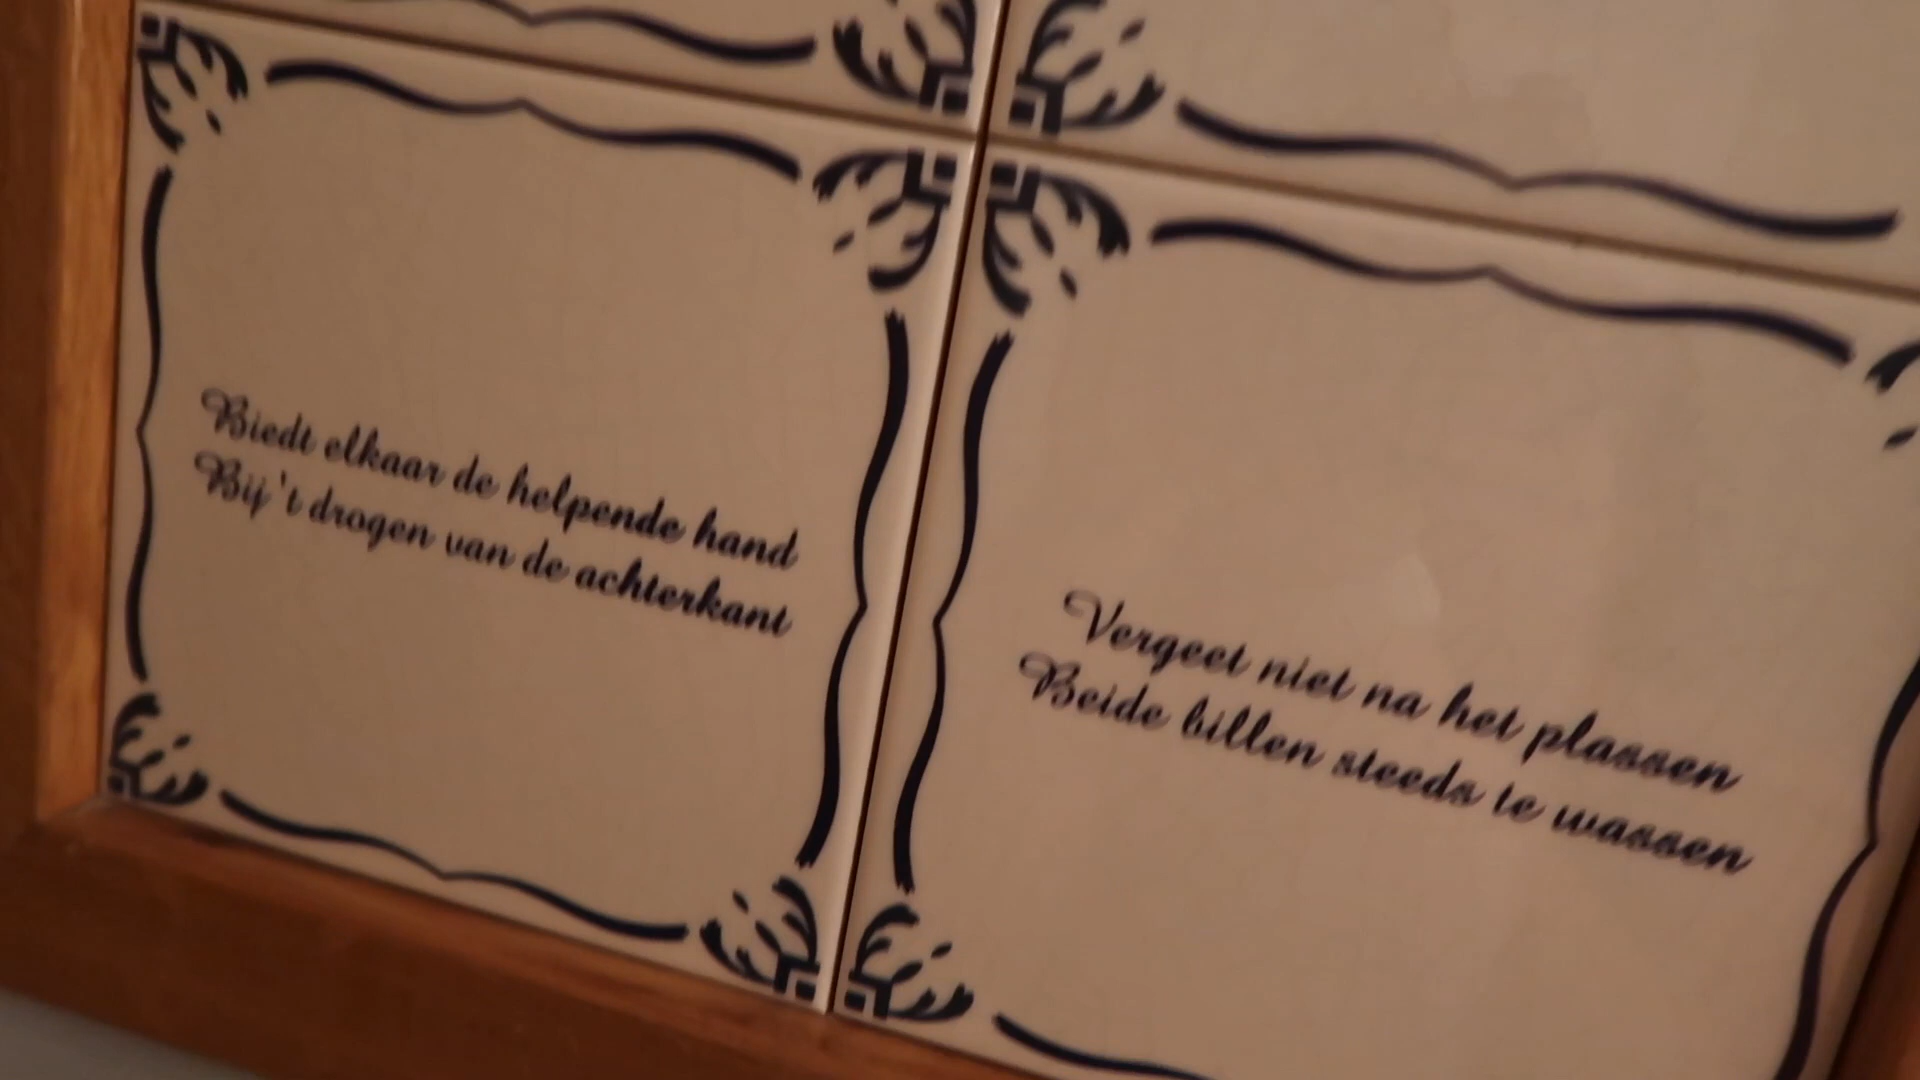 Biedt elkaar de helpende hand
Bij 't drogen van de achterkant
Vergeet niet na het plassen
Beide billen steeds te wassen